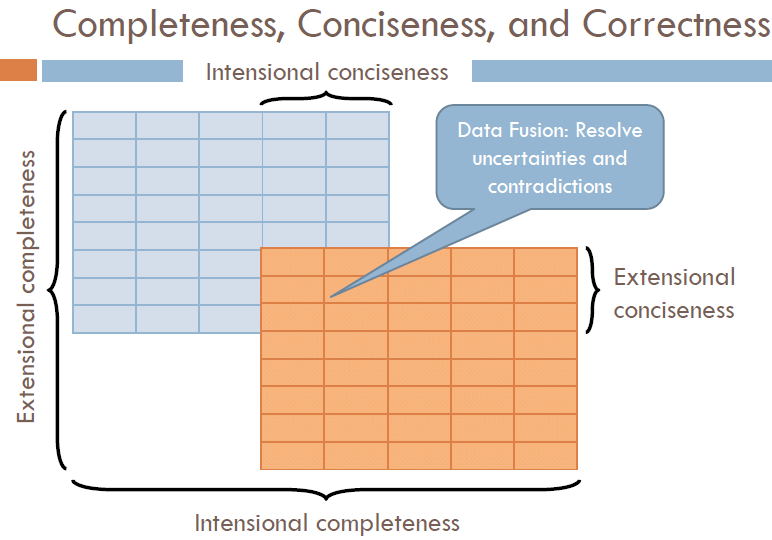 Completeness, Conciseness, and Correctness
Intensional conciseness
Data Fusion: Resolve
uncertainties and
contradictions
Extensional completeness
Extensional
conciseness
Intensional completeness